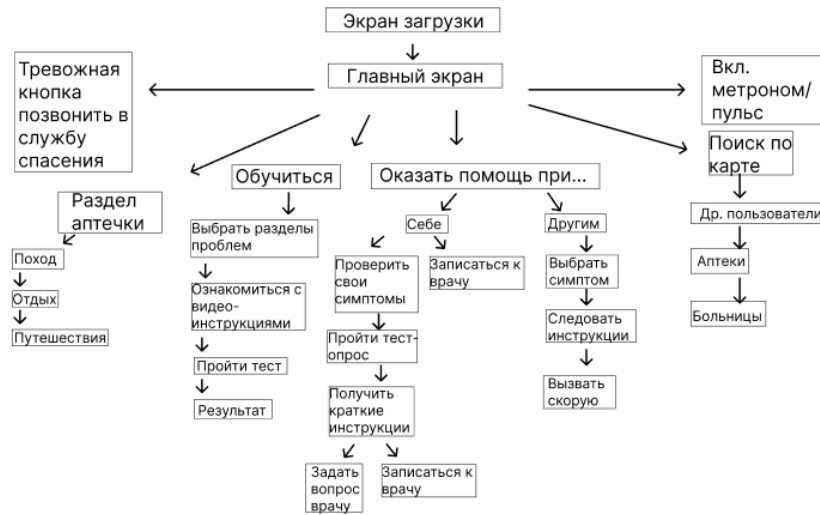 Экран загрузки
Главный экран
Тревожная
кнопка
позвонить в
службу
спасения
Вкл.
метроном/
пульс
Поиск по
карте
Др. пользователи
Аптеки
Больницы
Раздел
аптечки
Поход
Отдых
Путешествия
Обучиться
Выбрать разделы
проблем
Ознакомиться с
видео-
инструкциями
Пройти тест
Результат
Оказать помощь при...
Себе
Проверить
свои
симптомы
Записаться к
врачу
Пройти тест-
опрос
Получить
краткие
инструкции
Задать
вопрос
врачу
Записаться к
врачу
Другим
Выбрать
симптом
Следовать
инструкции
Вызвать
скорую